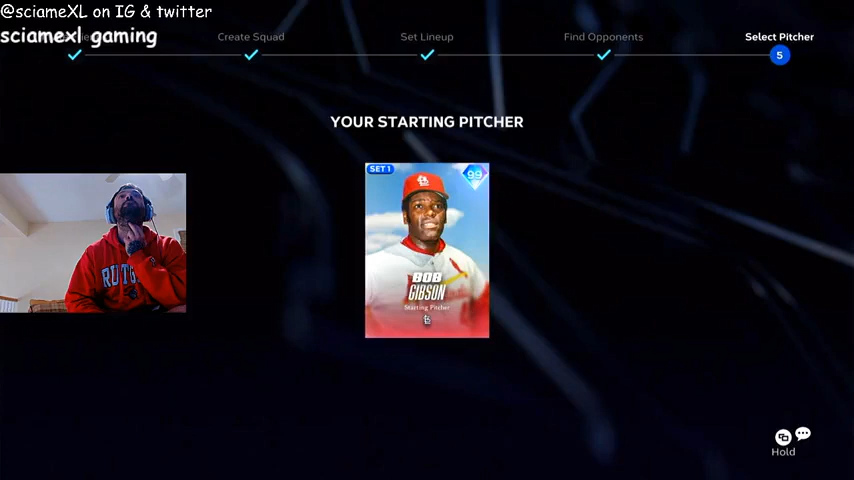 @sciameXL on IG & twitter
sciamexl gaming
Create Squad
Set Lineup
Find Opponents
Select Pitcher
5
YOUR STARTING PITCHER
SET 1
99
BOB
GIBSON
Starting Pitcher
RUTG
Hold